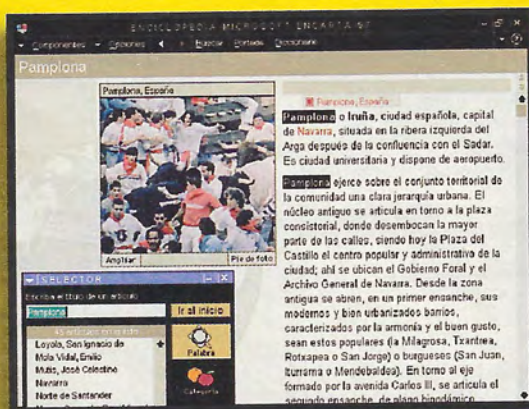 ENCICLOPEDIA MICROSOFT ENCARTA 97
Componentes Opciones Buscar Portada Diccionario
Pamplona
Pamplona, España
Ampliar Pie de foto
Pamplona, España
Pamplona o Iruña, ciudad española, capital
de Navarra, situada en la ribera izquierda del
Arga después de la confluencia con el Sadar.
Es ciudad universitaria y dispone de aeropuerto.
Pamplona ejerce sobre el conjunto territorial de
la comunidad una clara jerarquía urbana. El
núcleo antiguo se articula en torno a la plaza
consistorial, donde desembocan la mayor
parte de las calles, siendo hoy la Plaza del
Castillo el centro popular y administrativo de la
ciudad; ahí se ubican el Gobierno Foral y el
Archivo General de Navarra. Desde la zona
antigua se abren, en un primer ensanche, sus
modernos y bien urbanizados barrios,
caracterizados por la armonía y el buen gusto,
sean estos populares (la Milagrosa, Txantrea,
Rotxapea o San Jorge) o burgueses (San Juan,
Iturrama o Mendebaldea). En torno al eje
formado por la avenida Carlos III, se articula el
segundo ensanche, de plano hipodámico
SELECTOR
Escriba el título de un artículo
Pamplona
Ir al inicio
Loyola, San Ignacio de
Mola Vidal, Emilio
Mutis, José Celestino
Navarra
Norte de Santander
Palabra
Categoría